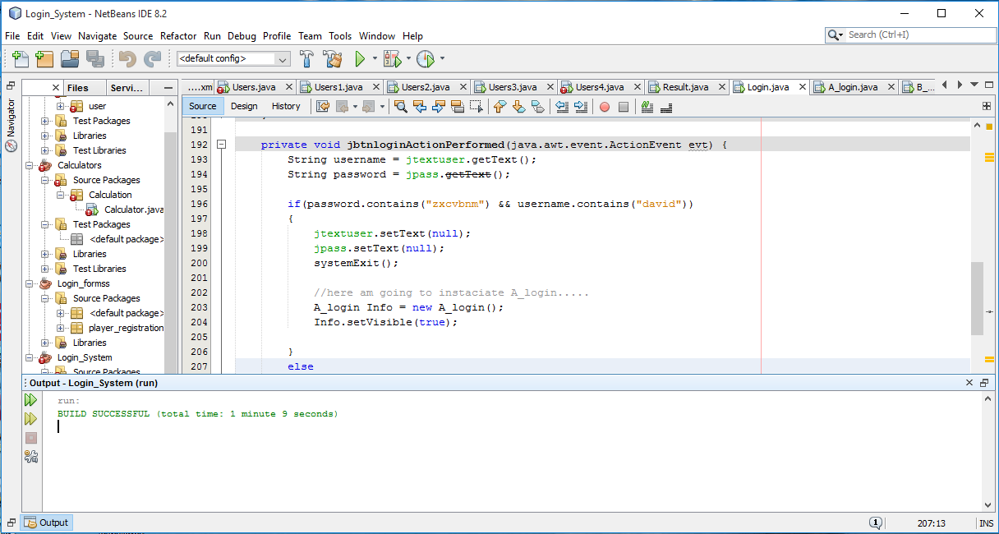 Login_System - NetBeans IDE 8.2
File Edit View Navigate Source Refactor Run Debug Profile Team Tools Window Help
Search (Ctrl+I)
<default config>
Files Servi...
....xm Users.java Users1.java Users2.java Users3.java Users4.java Result.java Login.java A_login.java B_...
Source Design History
Navigator
user
Test Packages
Libraries
Test Libraries
Calculators
Source Packages
Calculation
Calculator.java
Test Packages
<default package>
Libraries
Test Libraries
Login_formss
Source Packages
<default package>
player_registration
Libraries
Login_System
Source Packages
191
192 private void jbtnloginActionPerformed(java.awt.event.ActionEvent evt) {
193 String username = jtextuser.getText();
194 String password = jpass.getText();
195
196 if(password.contains("zxcvbnm") && username.contains("david"))
197 {
198 jtextuser.setText(null);
199 jpass.setText(null);
200 systemExit();
201
202 //here am going to instaciate A_login.....
203 A_login Info = new A_login();
204 Info.setVisible(true);
205
206 }
207 else
Output - Login_System (run)
run:
BUILD SUCCESSFUL (total time: 1 minute 9 seconds)
Output
1
207:13
INS